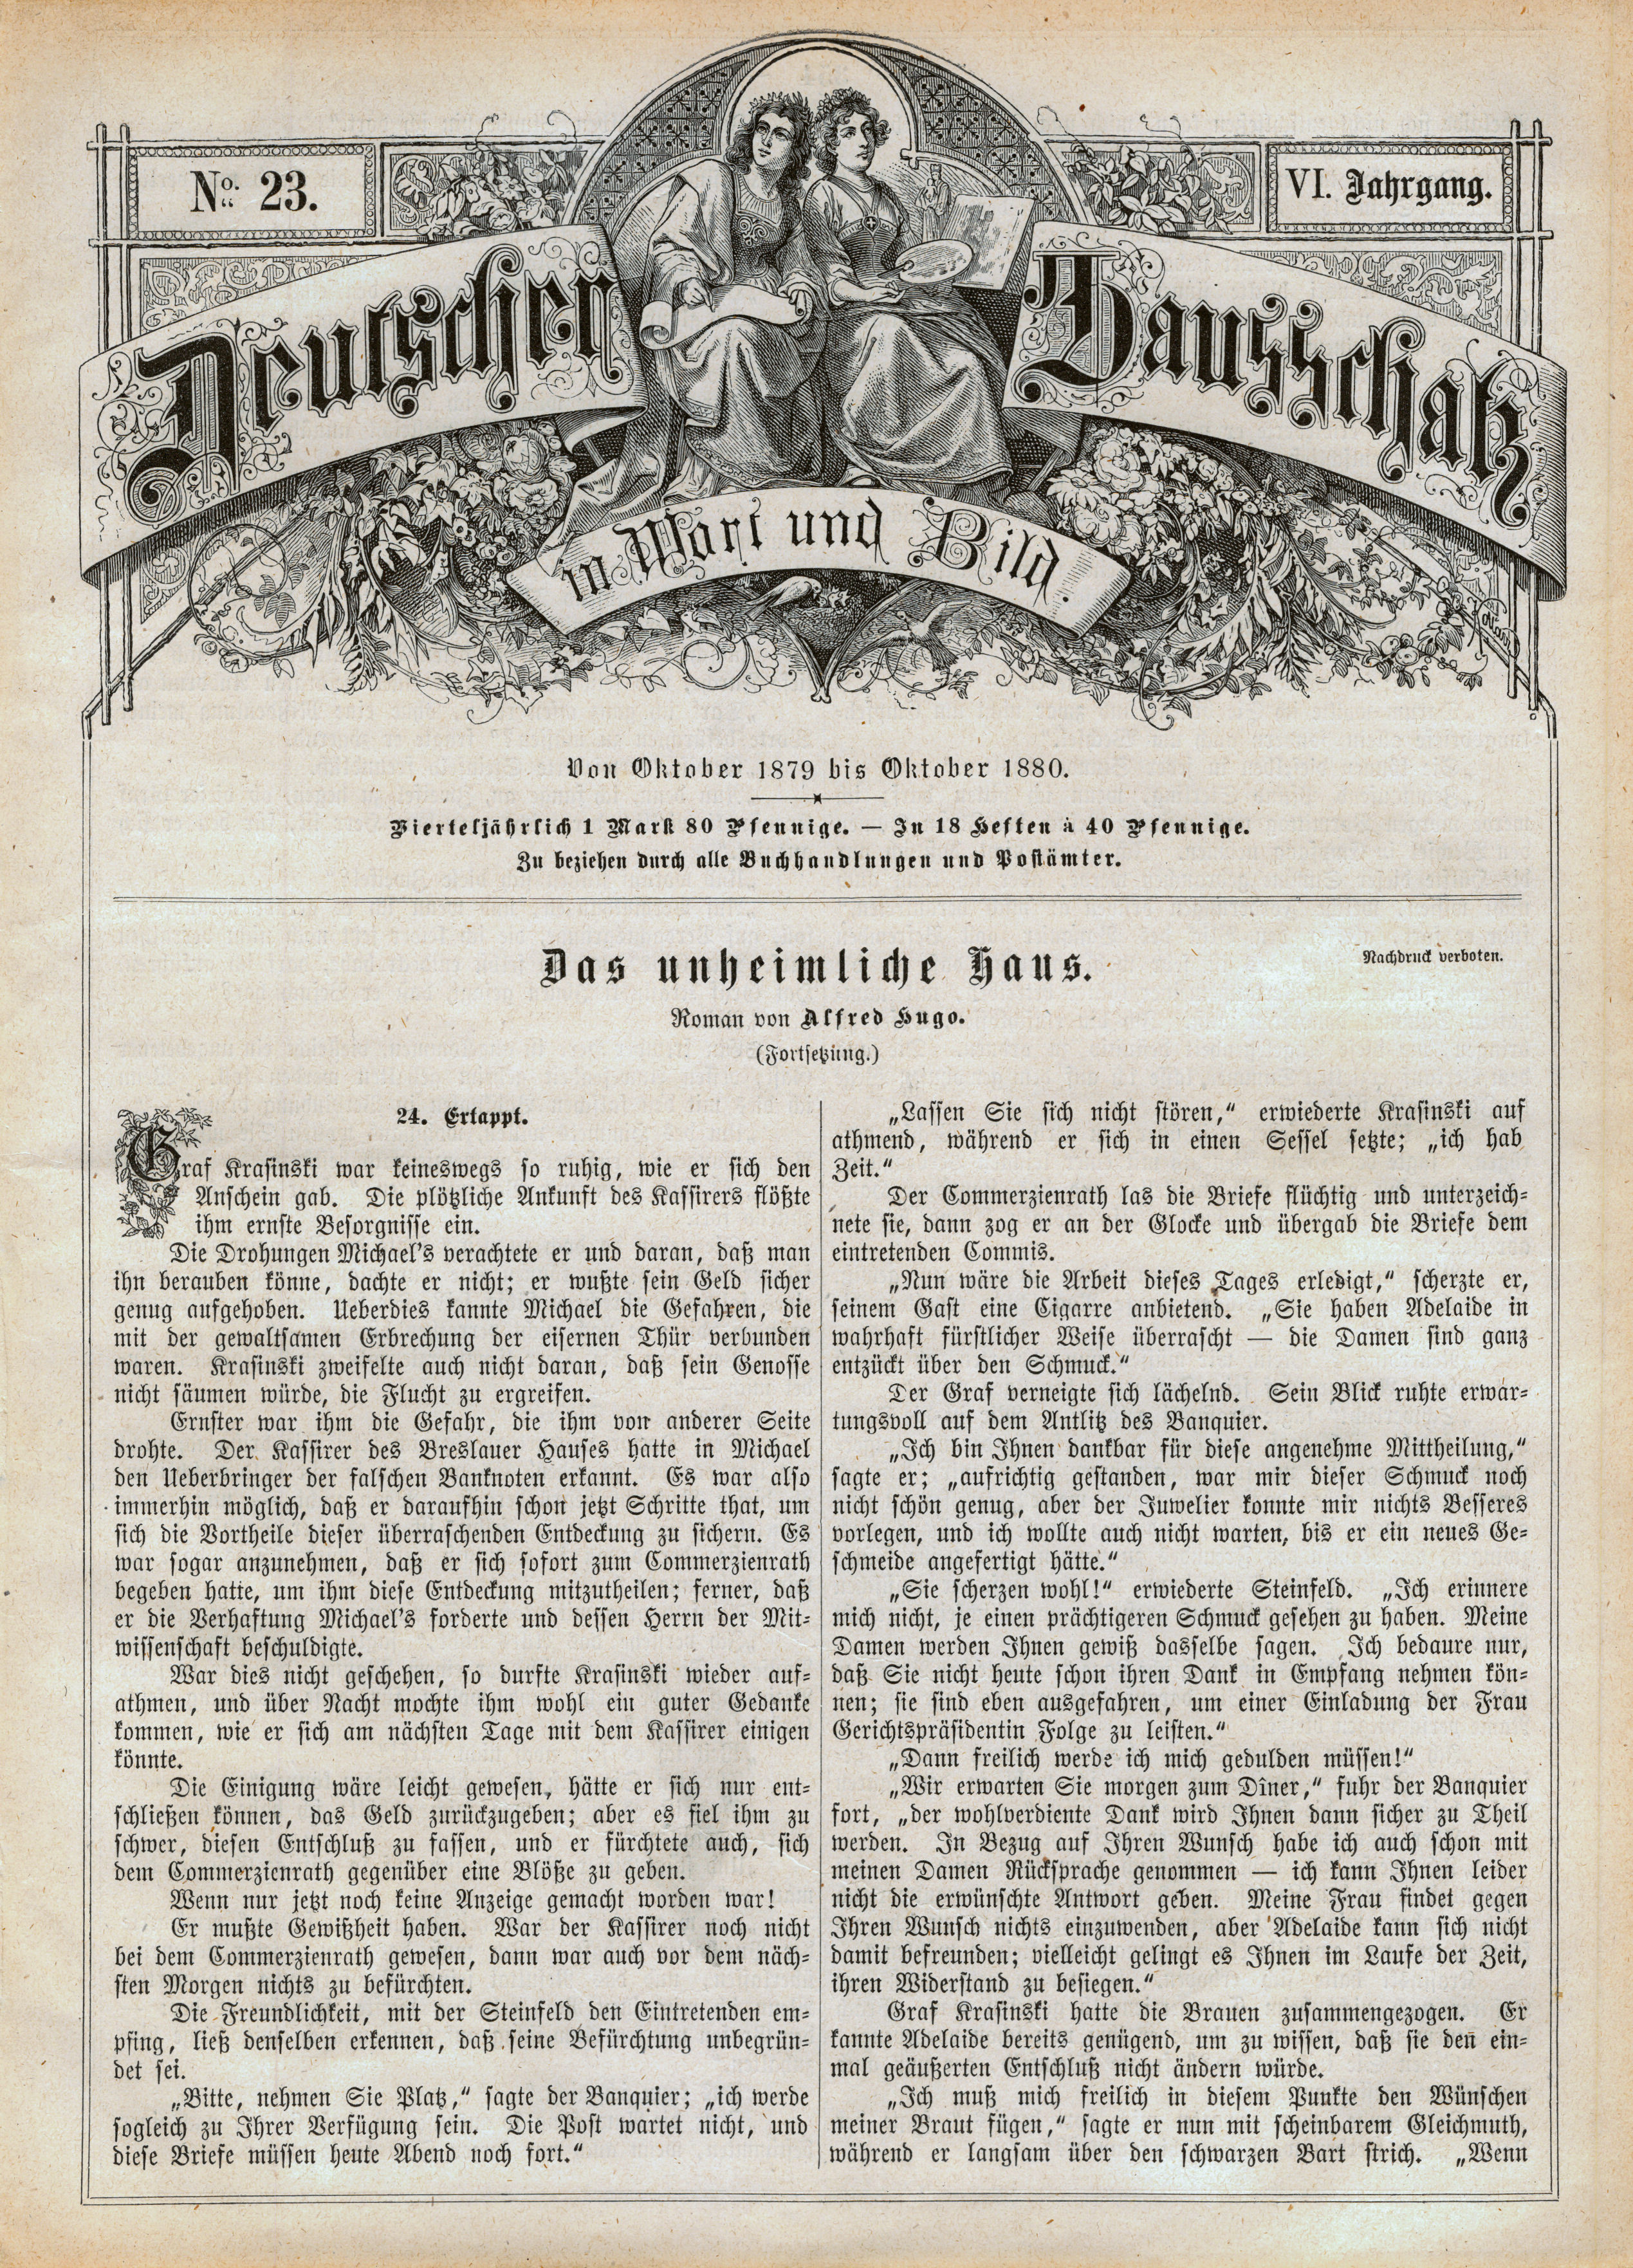 No. 23.
VI. Jahrgang.
Deutscher Hausschatz
in Wort und Bild.
Von Oktober 1879 bis Oktober 1880.
Vierteljährlich 1 Mark 80 Pfennige. — In 18 Heften à 40 Pfennige.
Zu beziehen durch alle Buchhandlungen und Postämter.
Das unheimliche Haus.
Nachdruck verboten.
Roman von Alfred Hugo.
(Fortsetzung.)
24. Ertappt.
Graf Krasinski war keineswegs so ruhig, wie er sich den
Anschein gab. Die plötzliche Ankunft des Kassirers flößte
ihm ernste Besorgnisse ein.
Die Drohungen Michael's verachtete er und daran, daß man
ihn berauben könne, dachte er nicht; er wußte sein Geld sicher
genug aufgehoben. Ueberdies kannte Michael die Gefahren, die
mit der gewaltsamen Erbrechung der eisernen Thür verbunden
waren. Krasinski zweifelte auch nicht daran, daß sein Genosse
nicht säumen würde, die Flucht zu ergreifen.
Ernster war ihm die Gefahr, die ihm von anderer Seite
drohte. Der Kassirer des Breslauer Hauses hatte in Michael
den Ueberbringer der falschen Banknoten erkannt. Es war also
immerhin möglich, daß er daraufhin schon jetzt Schritte that, um
sich die Vortheile dieser überraschenden Entdeckung zu sichern. Es
war sogar anzunehmen, daß er sich sofort zum Commerzienrath
begeben hatte, um ihm diese Entdeckung mitzutheilen; ferner, daß
er die Verhaftung Michael's forderte und dessen Herrn der Mit-
wissenschaft beschuldigte.
War dies nicht geschehen, so durfte Krasinski wieder auf-
athmen, und über Nacht mochte ihm wohl ein guter Gedanke
kommen, wie er sich am nächsten Tage mit dem Kassirer einigen
könnte.
Die Einigung wäre leicht gewesen, hätte er sich nur ent-
schließen können, das Geld zurückzugeben; aber es fiel ihm zu
schwer, diesen Entschluß zu fassen, und er fürchtete auch, sich
dem Commerzienrath gegenüber eine Blöße zu geben.
Wenn nur jetzt noch keine Anzeige gemacht worden war!
Er mußte Gewißheit haben. War der Kassirer noch nicht
bei dem Commerzienrath gewesen, dann war auch vor dem näch-
sten Morgen nichts zu befürchten.
Die Freundlichkeit, mit der Steinfeld den Eintretenden em-
pfing, ließ denselben erkennen, daß seine Befürchtung unbegrün-
det sei.
„Bitte, nehmen Sie Platz,“ sagte der Banquier; „ich werde
sogleich zu Ihrer Verfügung sein. Die Post wartet nicht, und
diese Briefe müssen heute Abend noch fort.“
„Lassen Sie sich nicht stören,“ erwiederte Krasinski auf
athmend, während er sich in einen Sessel setzte; „ich hab
Zeit.“
Der Commerzienrath las die Briefe flüchtig und unterzeich-
nete sie, dann zog er an der Glocke und übergab die Briefe dem
eintretenden Commis.
„Nun wäre die Arbeit dieses Tages erledigt,“ scherzte er,
seinem Gast eine Cigarre anbietend. „Sie haben Adelaide in
wahrhaft fürstlicher Weise überrascht — die Damen sind ganz
entzückt über den Schmuck.“
Der Graf verneigte sich lächelnd. Sein Blick ruhte erwar-
tungsvoll auf dem Antlitz des Banquier.
„Ich bin Ihnen dankbar für diese angenehme Mittheilung,“
sagte er; „aufrichtig gestanden, war mir dieser Schmuck noch
nicht schön genug, aber der Juwelier konnte mir nichts Besseres
vorlegen, und ich wollte auch nicht warten, bis er ein neues Ge-
schmeide angefertigt hätte.“
„Sie scherzen wohl!“ erwiederte Steinfeld. „Ich erinnere
mich nicht, je einen prächtigeren Schmuck gesehen zu haben. Meine
Damen werden Ihnen gewiß dasselbe sagen. Ich bedaure nur,
daß Sie nicht heute schon ihren Dank in Empfang nehmen kön-
nen; sie sind eben ausgefahren, um einer Einladung der Frau
Gerichtspräsidentin Folge zu leisten.“
„Dann freilich werde ich mich gedulden müssen!“
„Wir erwarten Sie morgen zum Dîner,“ fuhr der Banquier
fort, „der wohlverdiente Dank wird Ihnen dann sicher zu Theil
werden. In Bezug auf Ihren Wunsch habe ich auch schon mit
meinen Damen Rücksprache genommen — ich kann Ihnen leider
nicht die erwünschte Antwort geben. Meine Frau findet gegen
Ihren Wunsch nichts einzuwenden, aber Adelaide kann sich nicht
damit befreunden; vielleicht gelingt es Ihnen im Laufe der Zeit,
ihren Widerstand zu besiegen.“
Graf Krasinski hatte die Brauen zusammengezogen. Er
kannte Adelaide bereits genügend, um zu wissen, daß sie den ein-
mal geäußerten Entschluß nicht ändern würde.
„Ich muß mich freilich in diesem Punkte den Wünschen
meiner Braut fügen,“ sagte er nun mit scheinbarem Gleichmuth,
während er langsam über den schwarzen Bart strich. „Wenn